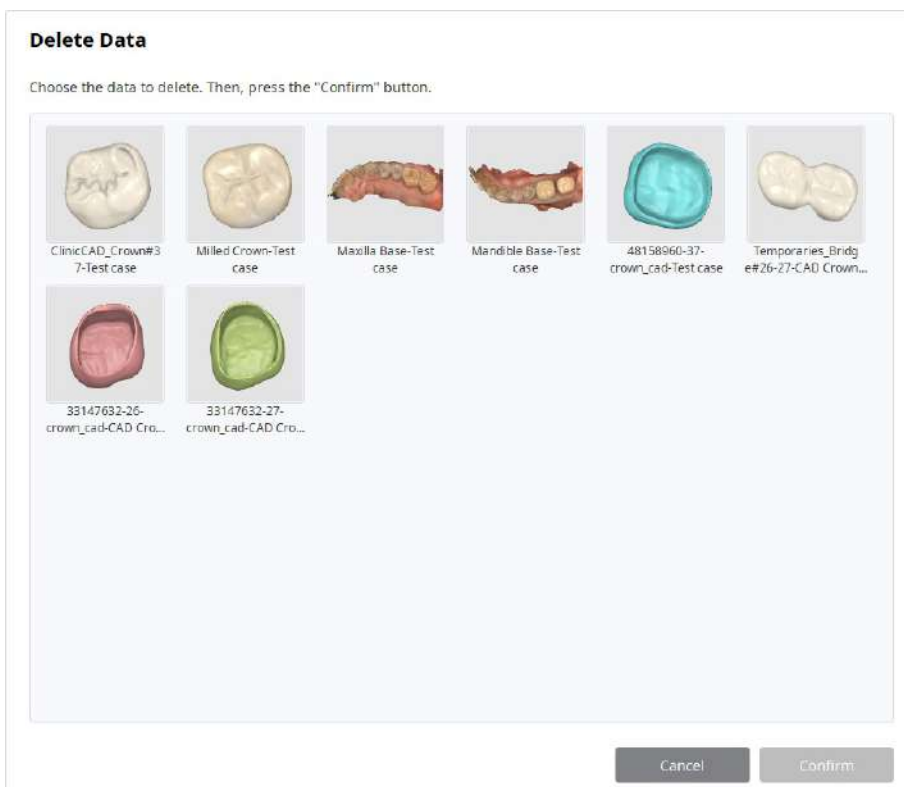 Delete Data
Choose the data to delete. Then, press the "Confirm" button.
ClinicCAD_Crown#3
7-Test case
Milled Crown-Test
case
Maxilla Base-Test
case
Mandible Base-Test
case
48158960-37-
crown_cad-Test case
Temporaries_Bridg
e#26-27-CAD Crown...
33147632-26-
crown_cad-CAD Cro...
33147632-27-
crown_cad-CAD Cro...
Cancel
Confirm